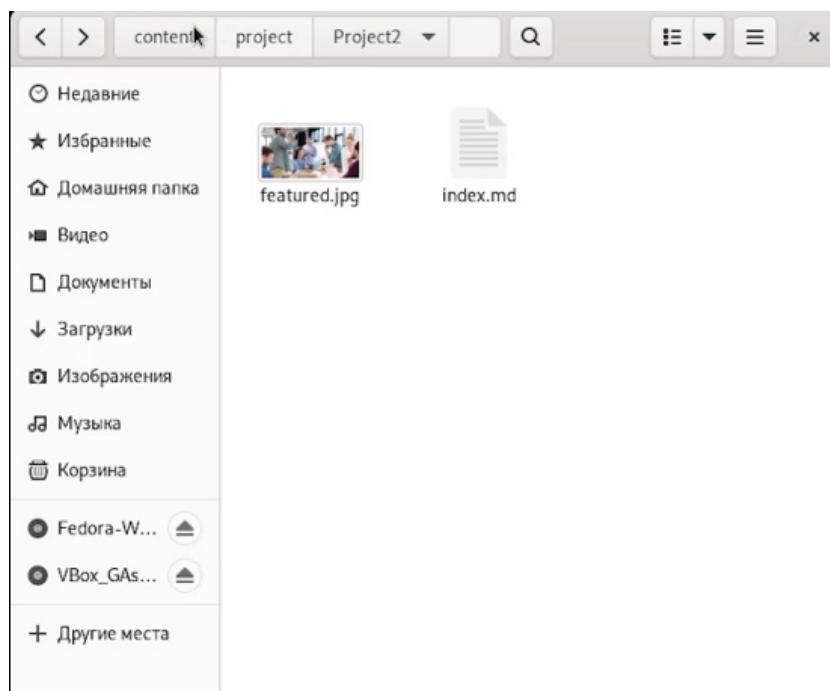 content project Project2
Недавние
Избранные
Домашняя папка
Видео
Документы
Загрузки
Изображения
Музыка
Корзина
Fedora-W...
VBox_GAs...
Другие места
featured.jpg index.md